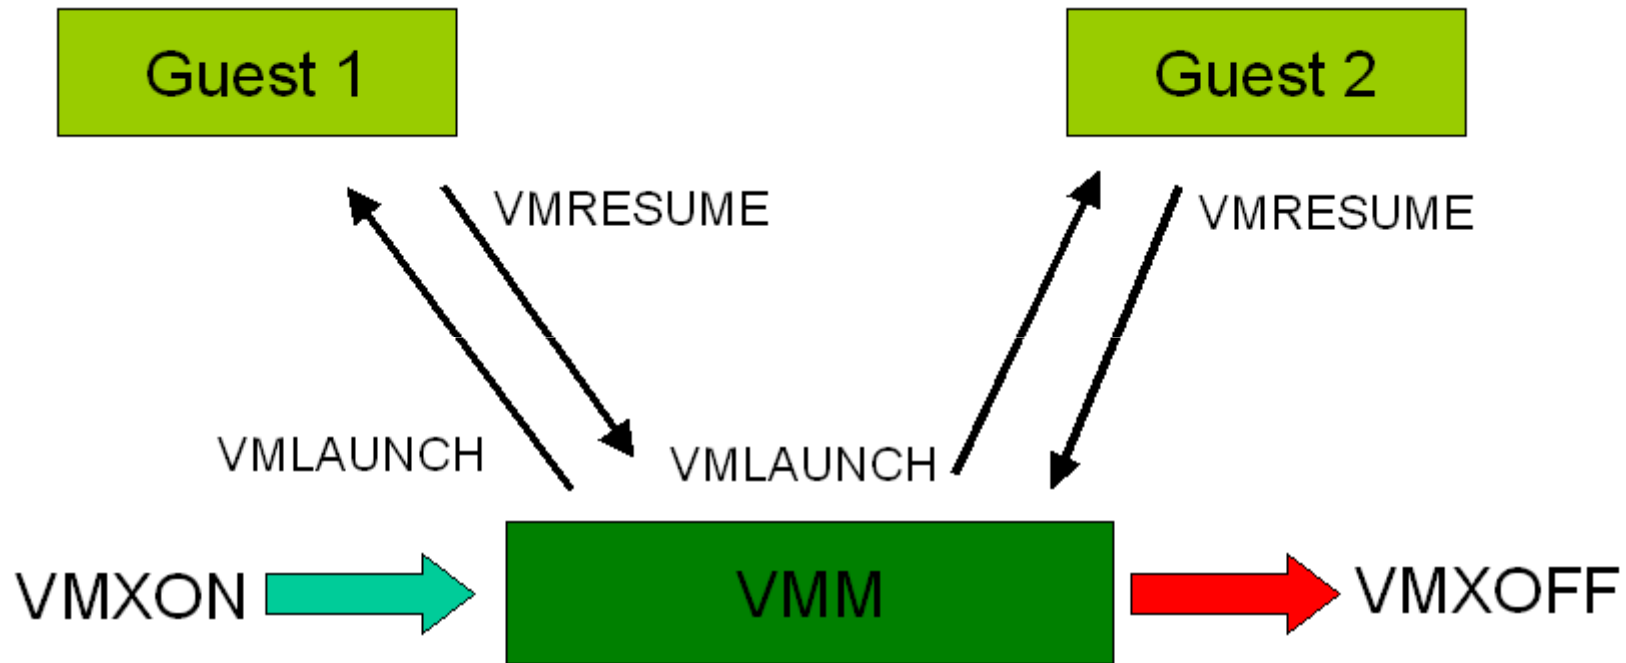 Guest 1
Guest 2
VMRESUME
VMRESUME
VMLAUNCH
VMLAUNCH
VMXON
VMM
VMXOFF